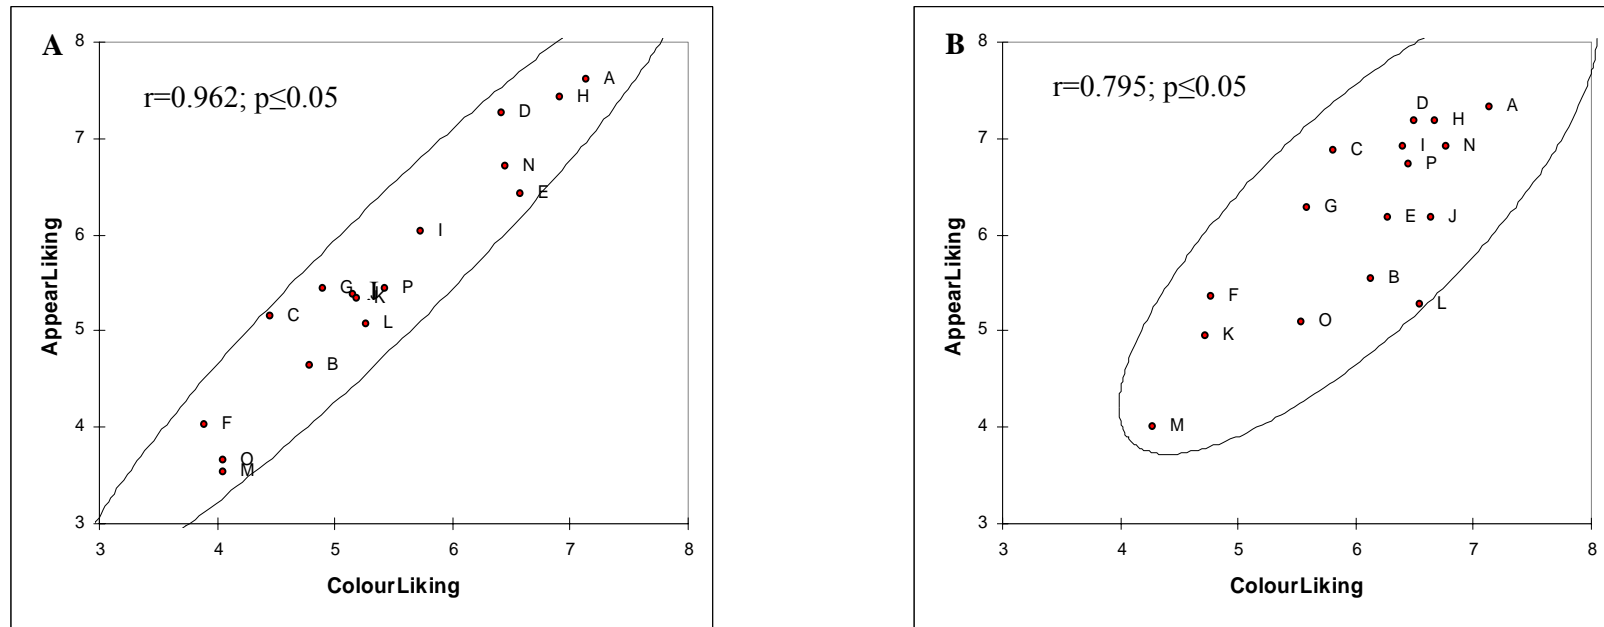 A
r=0.962; p≤0.05
AppearLiking
8
7
6
5
4
3
A
H
D
N
E
I
G
J
K
P
C
L
B
F
O
M
3 4 5 6 7 8
ColourLiking
B
r=0.795; p≤0.05
AppearLiking
8
7
6
5
4
3
A
D
H
I
N
C
P
G
E
J
B
F
L
O
K
M
3 4 5 6 7 8
ColourLiking